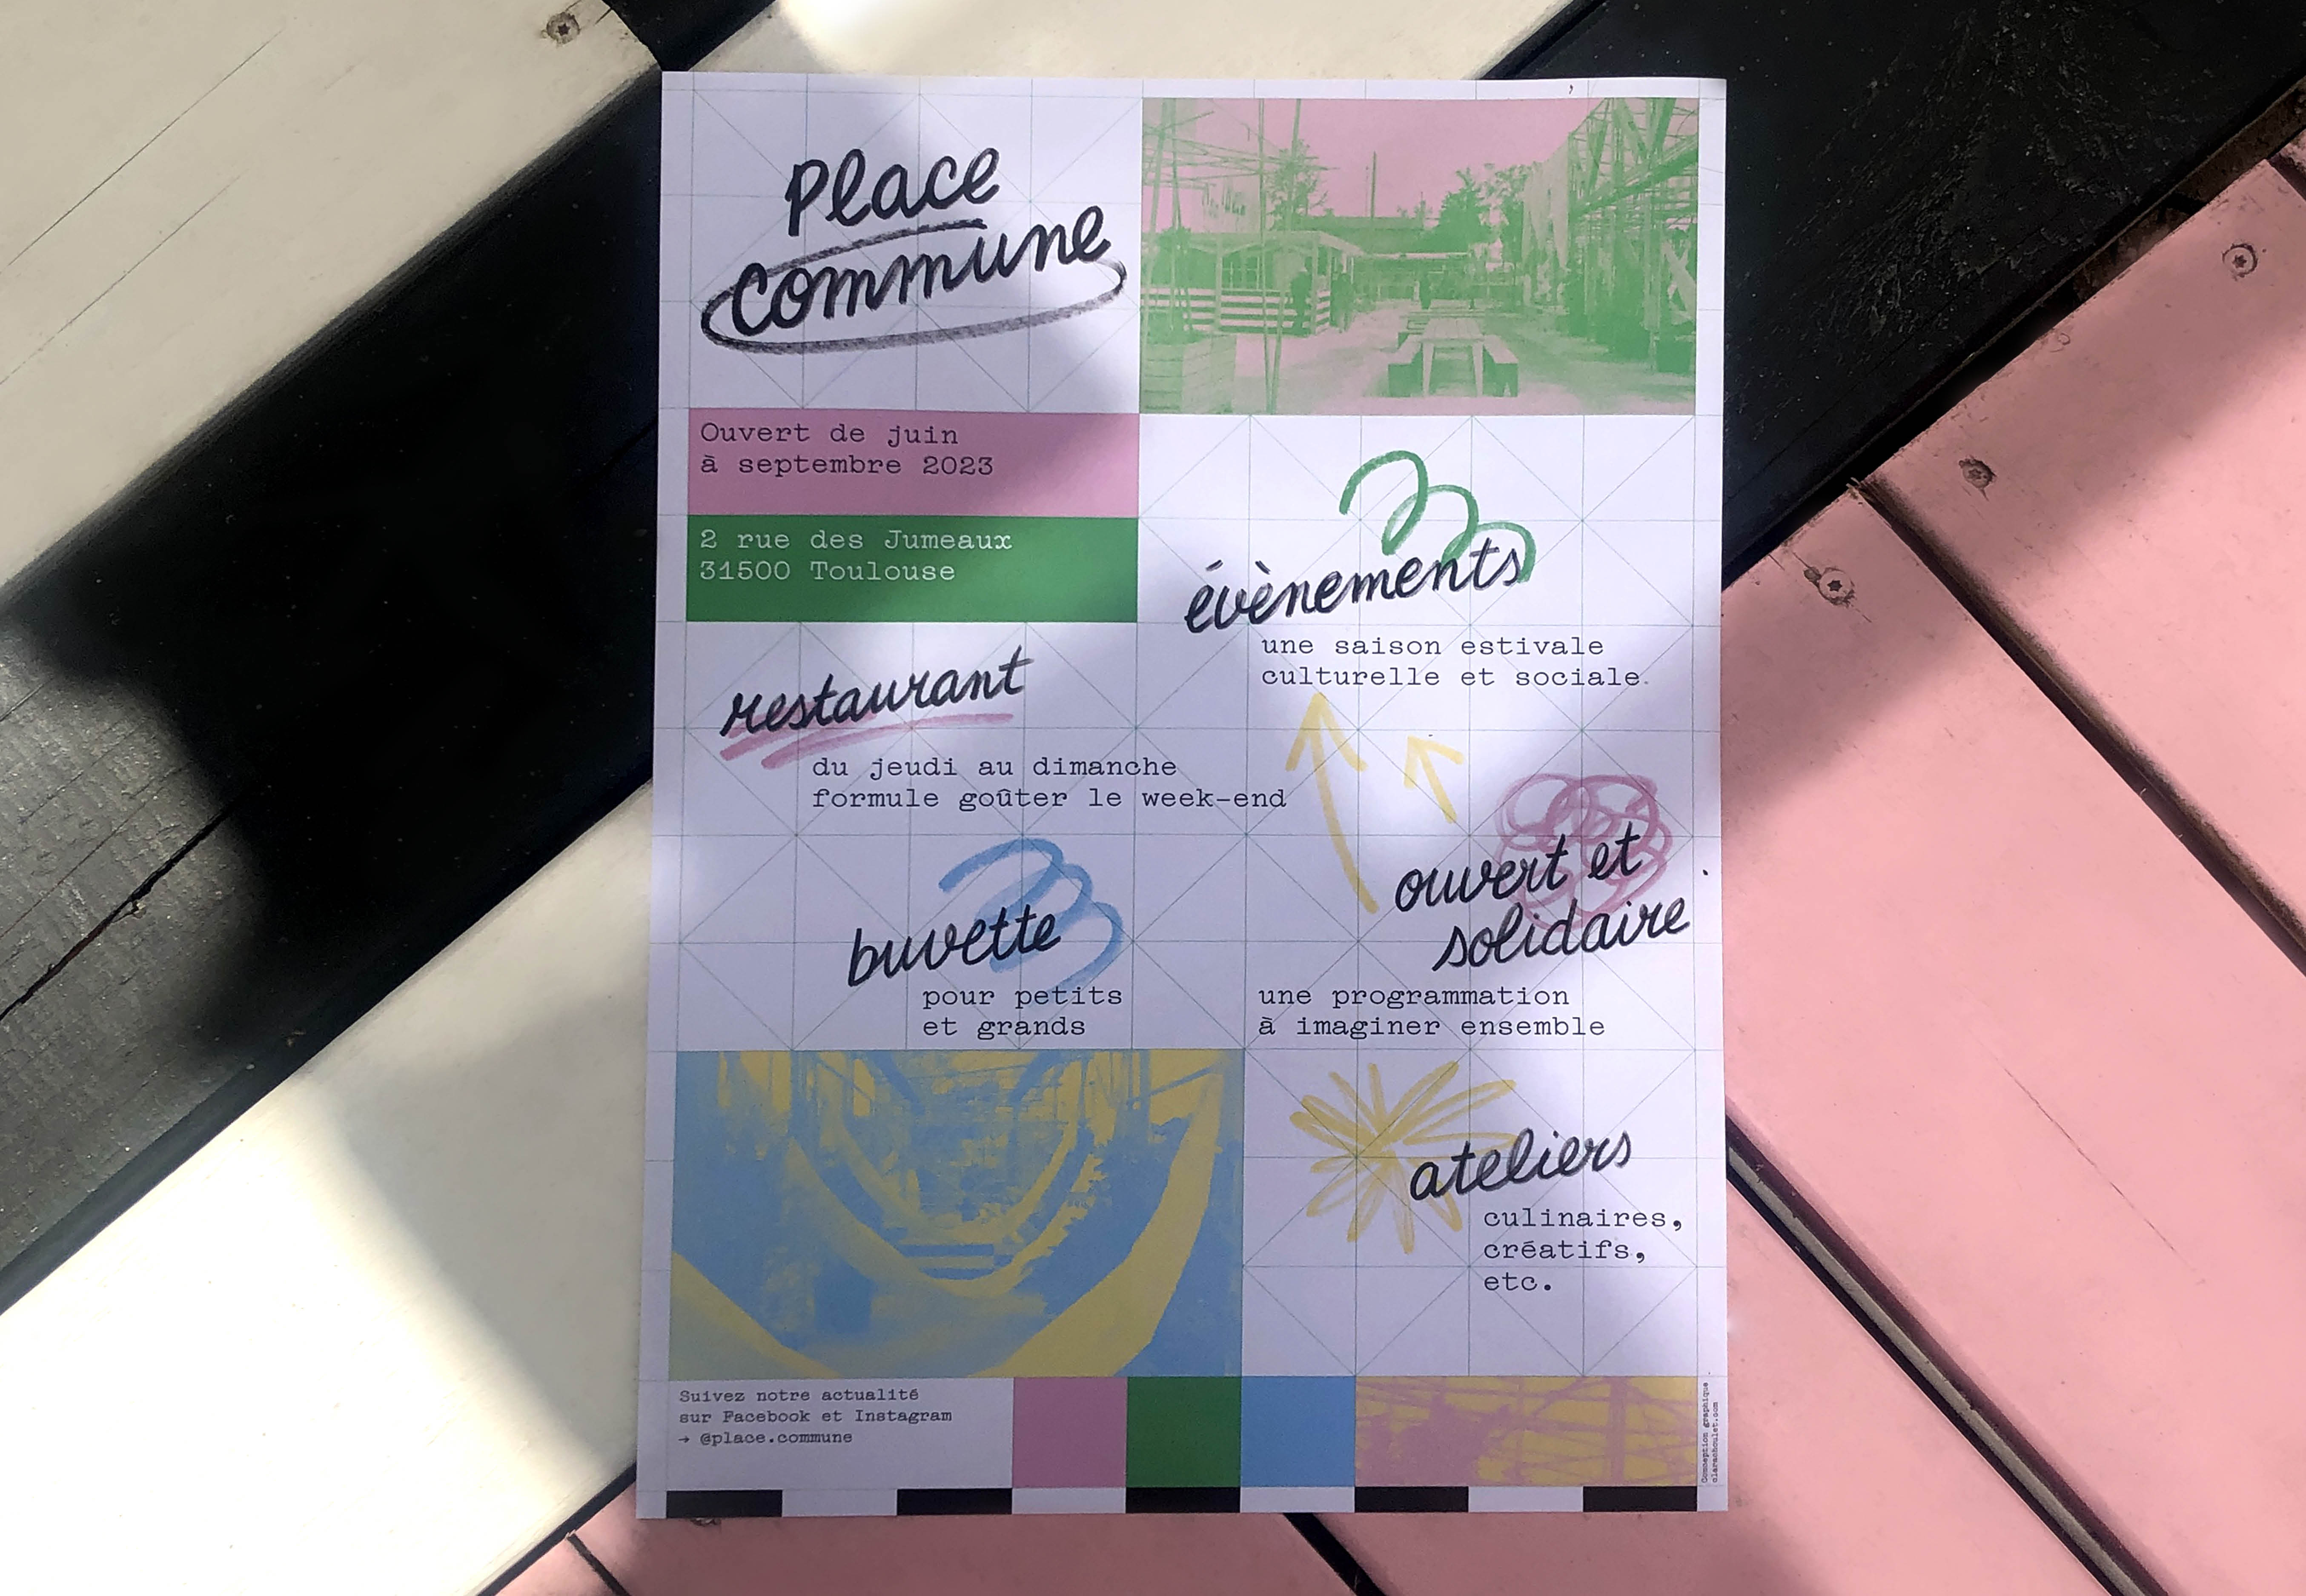 Place
commune
Ouvert de juin
à septembre 2023
2 rue des Jumeaux
31500 Toulouse
évènements
une saison estivale
culturelle et sociale
restaurant
du jeudi au dimanche
formule goûter le week-end
buvette
pour petits
et grands
ouvert et
solidaire
une programmation
à imaginer ensemble
ateliers
culinaires,
créatifs,
etc.
Suivez notre actualité
sur Facebook et Instagram
→ @place.commune
Conception graphique